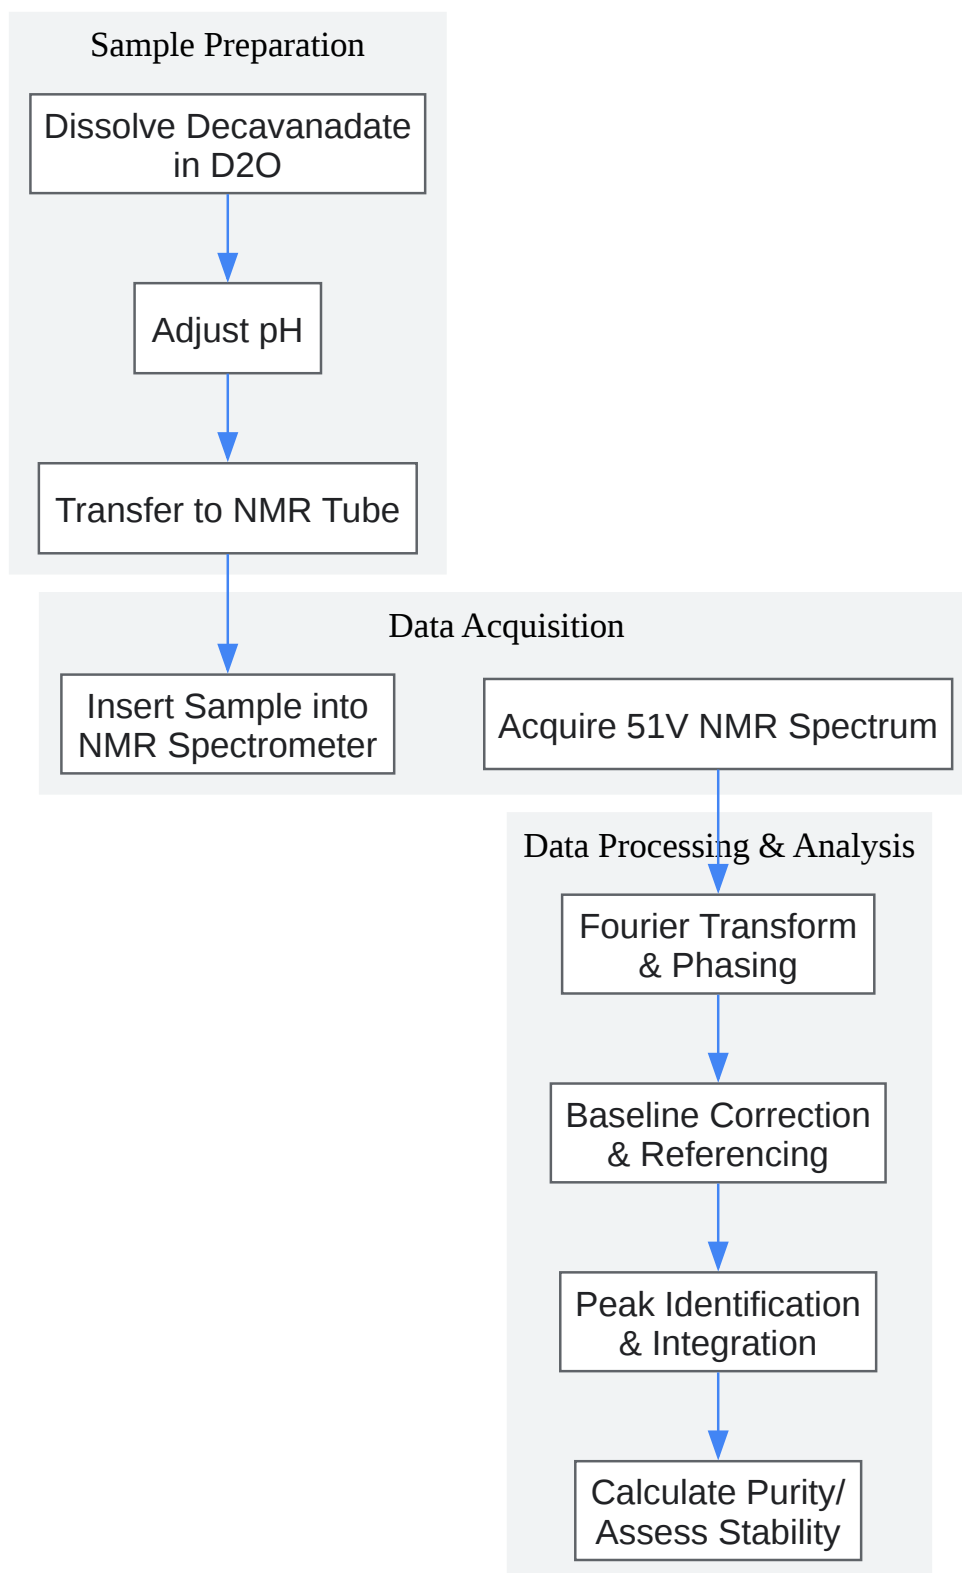 Sample Preparation
Dissolve Decavanadate
in D2O
Adjust pH
Transfer to NMR Tube
Data Acquisition
Insert Sample into
NMR Spectrometer
Acquire 51V NMR Spectrum
Data Processing & Analysis
Fourier Transform
& Phasing
Baseline Correction
& Referencing
Peak Identification
& Integration
Calculate Purity/
Assess Stability